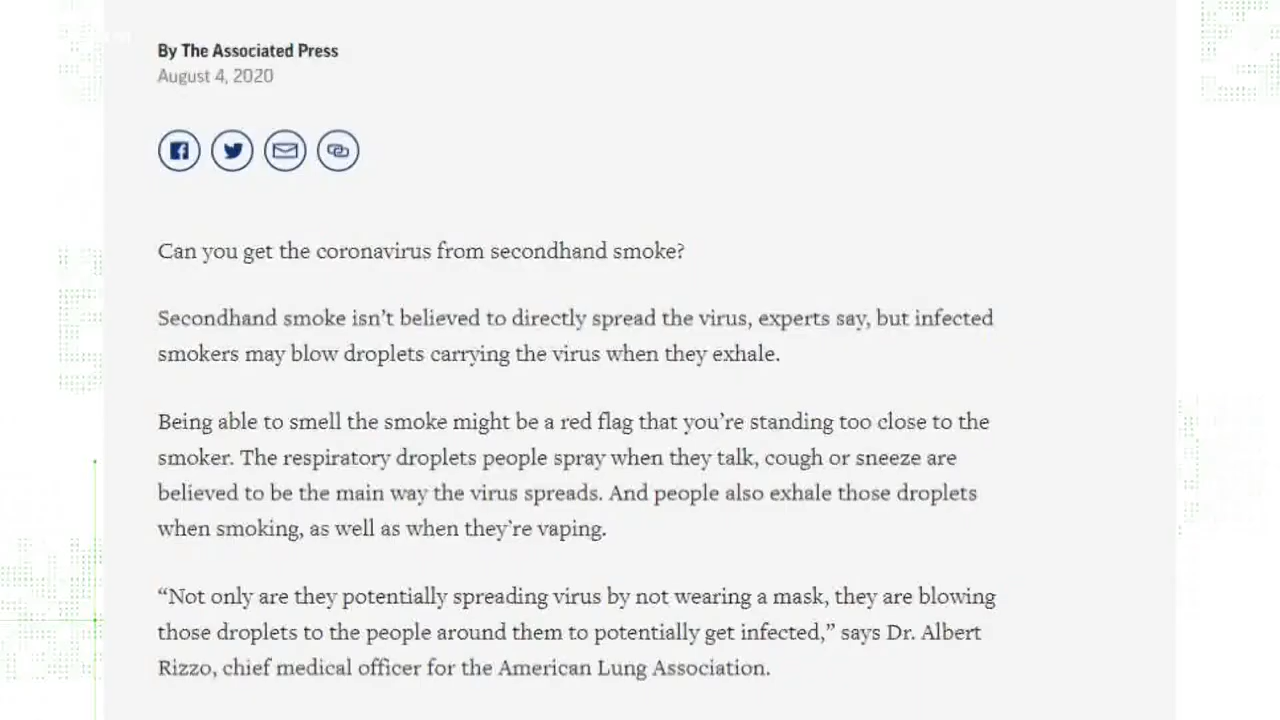 By The Associated Press
August 4, 2020
Can you get the coronavirus from secondhand smoke?
Secondhand smoke isn’t believed to directly spread the virus, experts say, but infected
smokers may blow droplets carrying the virus when they exhale.
Being able to smell the smoke might be a red flag that you’re standing too close to the
smoker. The respiratory droplets people spray when they talk, cough or sneeze are
believed to be the main way the virus spreads. And people also exhale those droplets
when smoking, as well as when they’re vaping.
“Not only are they potentially spreading virus by not wearing a mask, they are blowing
those droplets to the people around them to potentially get infected,” says Dr. Albert
Rizzo, chief medical officer for the American Lung Association.